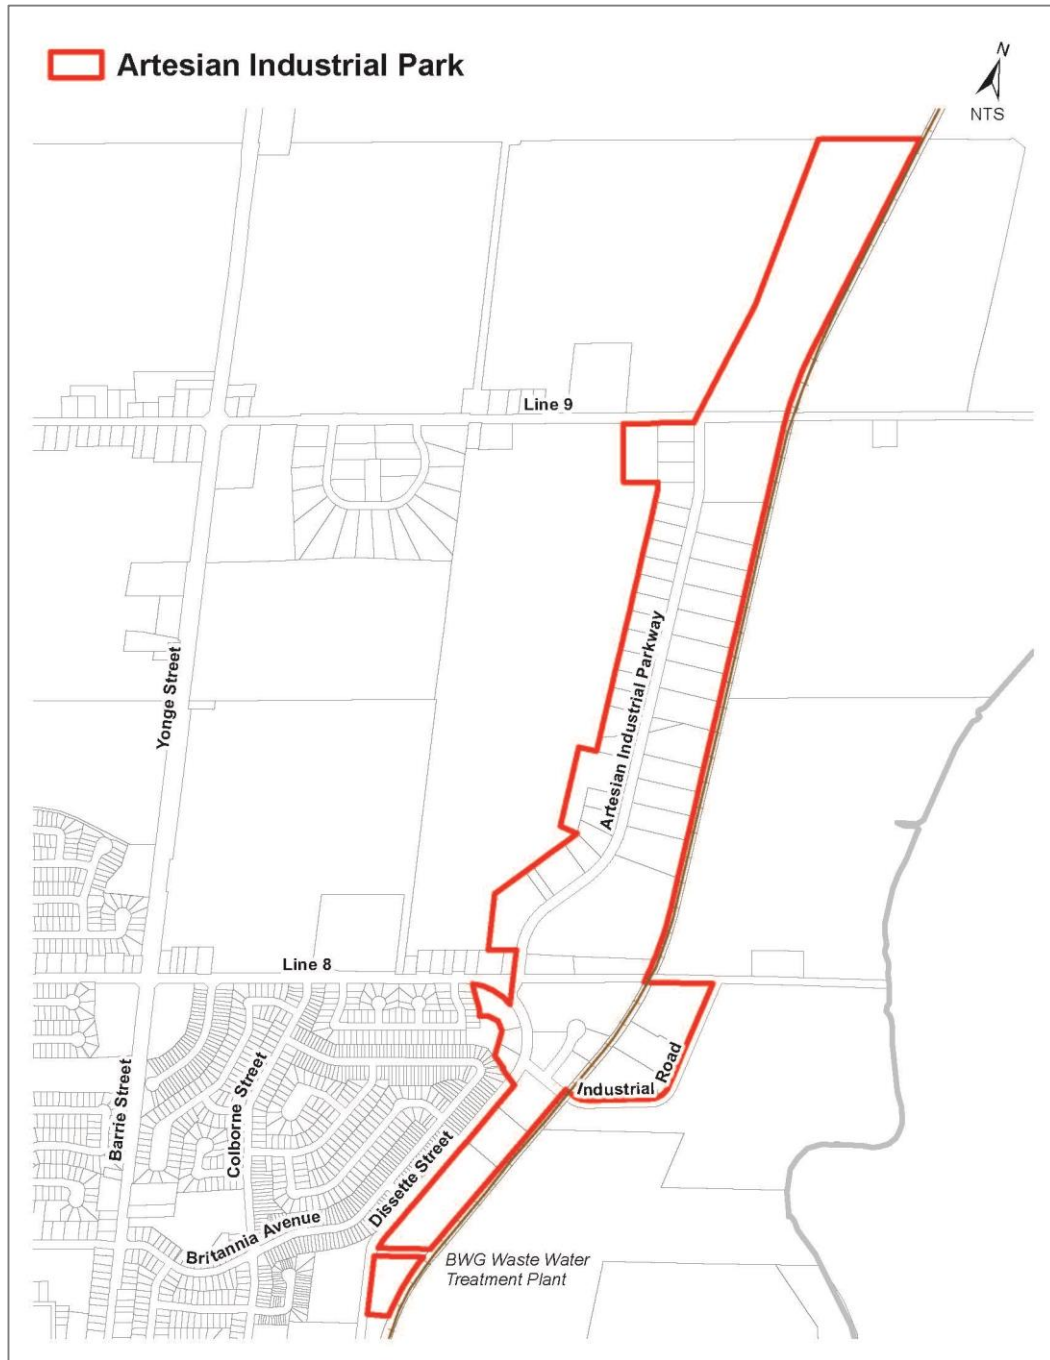 Artesian Industrial Park
N
NTS
Line 9
Yonge Street
Artesian Industrial Parkway
Line 8
Barrie Street
Colborne Street
Industrial Road
Dissette Street
Britannia Avenue
BWG Waste Water
Treatment Plant